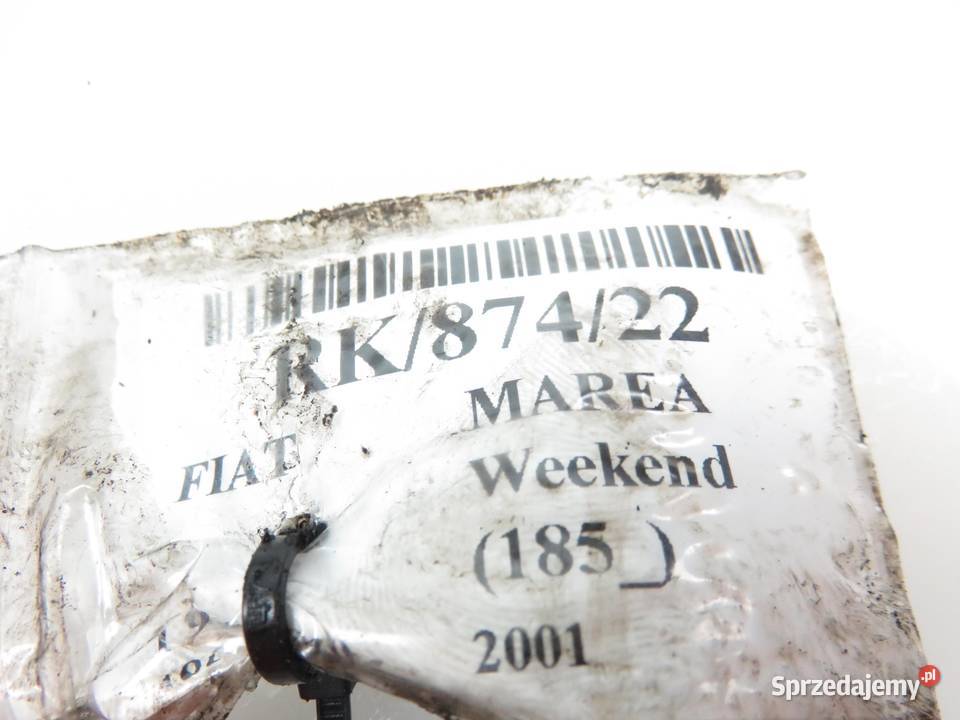 RK/874/22
FIAT MAREA
Weekend
(185_)
2001
Sprzedajemy.pl